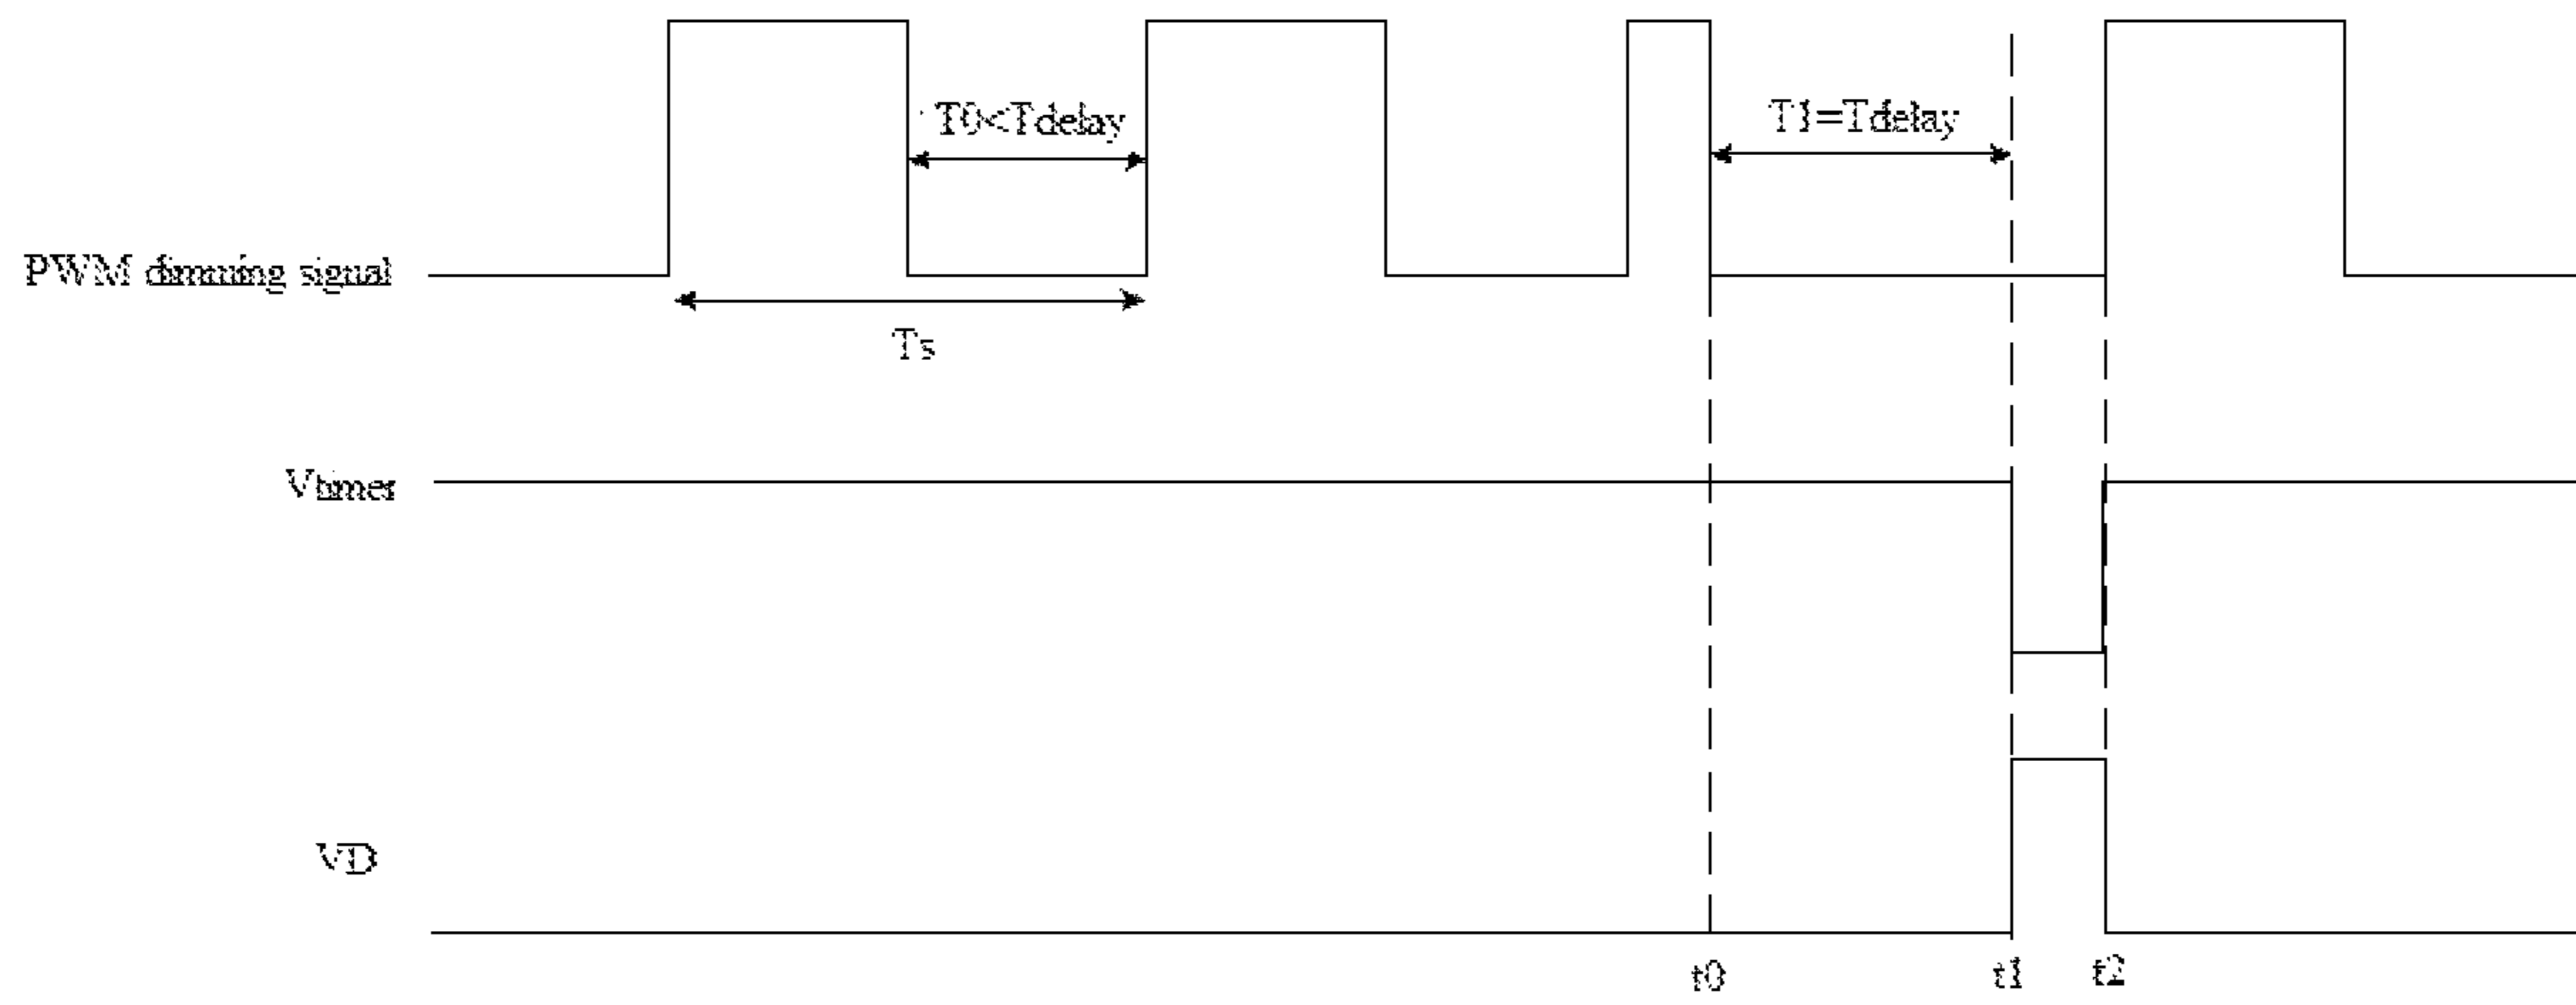 T0<Tdelay
T1=Tdelay
PWM dimming signal
Ts
Vtimer
VD
t0
t1
t2